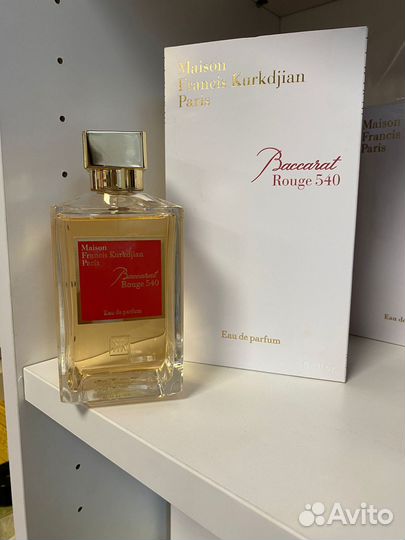 Maison
Francis Kurkdjian
Paris
Baccarat
Rouge 540
Eau de parfum
Maison
Francis
Paris
Maison
Francis Kurkdjian
Paris
Baccarat
Rouge 540
Eau de parfum
Avito